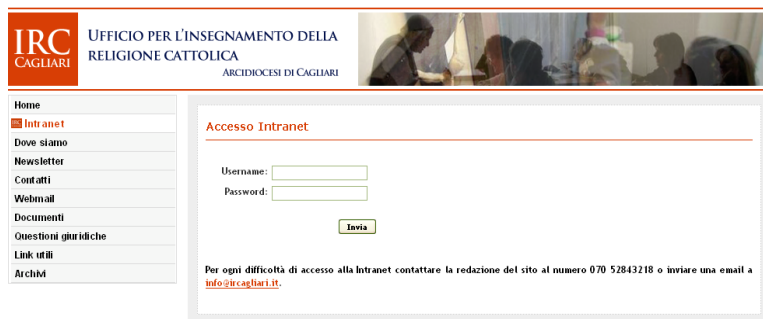 IRC
CAGLIARI
UFFICIO PER L'INSEGNAMENTO DELLA
RELIGIONE CATTOLICA
ARCIDIOCESI DI CAGLIARI
Home
Intranet
Dove siamo
Newsletter
Contatti
Webmail
Documenti
Questioni giuridiche
Link utili
Archivi
Accesso Intranet
Username:
Password:
Invia
Per ogni difficoltà di accesso alla Intranet contattare la redazione del sito al numero 070 52843218 o inviare una email a
info@ircagliari.it.